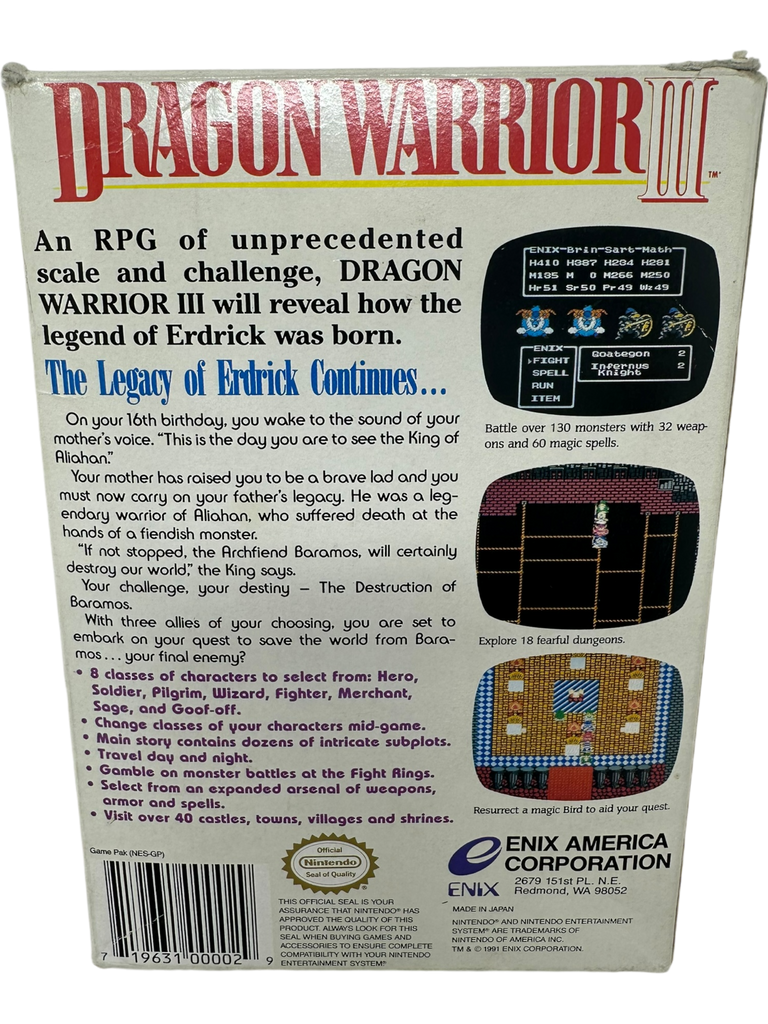 DRAGON WARRIOR III
TM
An RPG of unprecedented
scale and challenge, DRAGON
WARRIOR III will reveal how the
legend of Erdrick was born.
The Legacy of Erdrick Continues...
On your 16th birthday, you wake to the sound of your
mother's voice. "This is the day you are to see the King of
Aliahan."
Your mother has raised you to be a brave lad and you
must now carry on your father's legacy. He was a leg-
endary warrior of Aliahan, who suffered death at the
hands of a fiendish monster.
"If not stopped, the Archfiend Baramos, will certainly
destroy our world," the King says.
Your challenge, your destiny – The Destruction of
Baramos.
With three allies of your choosing, you are set to
embark on your quest to save the world from Bara-
mos... your final enemy?
• 8 classes of characters to select from: Hero,
Soldier, Pilgrim, Wizard, Fighter, Merchant,
Sage, and Goof-off.
• Change classes of your characters mid-game.
• Main story contains dozens of intricate subplots.
• Travel day and night.
• Gamble on monster battles at the Fight Rings.
• Select from an expanded arsenal of weapons,
armor and spells.
• Visit over 40 castles, towns, villages and shrines.
ENIX-Brin-Sart-Math
H410 H387 H234 H281
M135 M 0 M266 M250
Hr51 Sr50 Pr49 Wz49
ENIX
FIGHT
SPELL
RUN
ITEM
Goategon 2
Infernus 2
Knight
Battle over 130 monsters with 32 weap-
ons and 60 magic spells.
Explore 18 fearful dungeons.
Resurrect a magic Bird to aid your quest.
Game Pak (NES-GP)
7 19631 00002 9
Official
Nintendo
Seal of Quality
®
THIS OFFICIAL SEAL IS YOUR
ASSURANCE THAT NINTENDO® HAS
APPROVED THE QUALITY OF THIS
PRODUCT. ALWAYS LOOK FOR THIS
SEAL WHEN BUYING GAMES AND
ACCESSORIES TO ENSURE COMPLETE
COMPATIBILITY WITH YOUR NINTENDO
ENTERTAINMENT SYSTEM®
ENIX
ENIX AMERICA
CORPORATION
2679 151st PL. N.E.
Redmond, WA 98052
MADE IN JAPAN
NINTENDO® AND NINTENDO ENTERTAINMENT
SYSTEM® ARE TRADEMARKS OF
NINTENDO OF AMERICA INC.
TM & © 1991 ENIX CORPORATION.